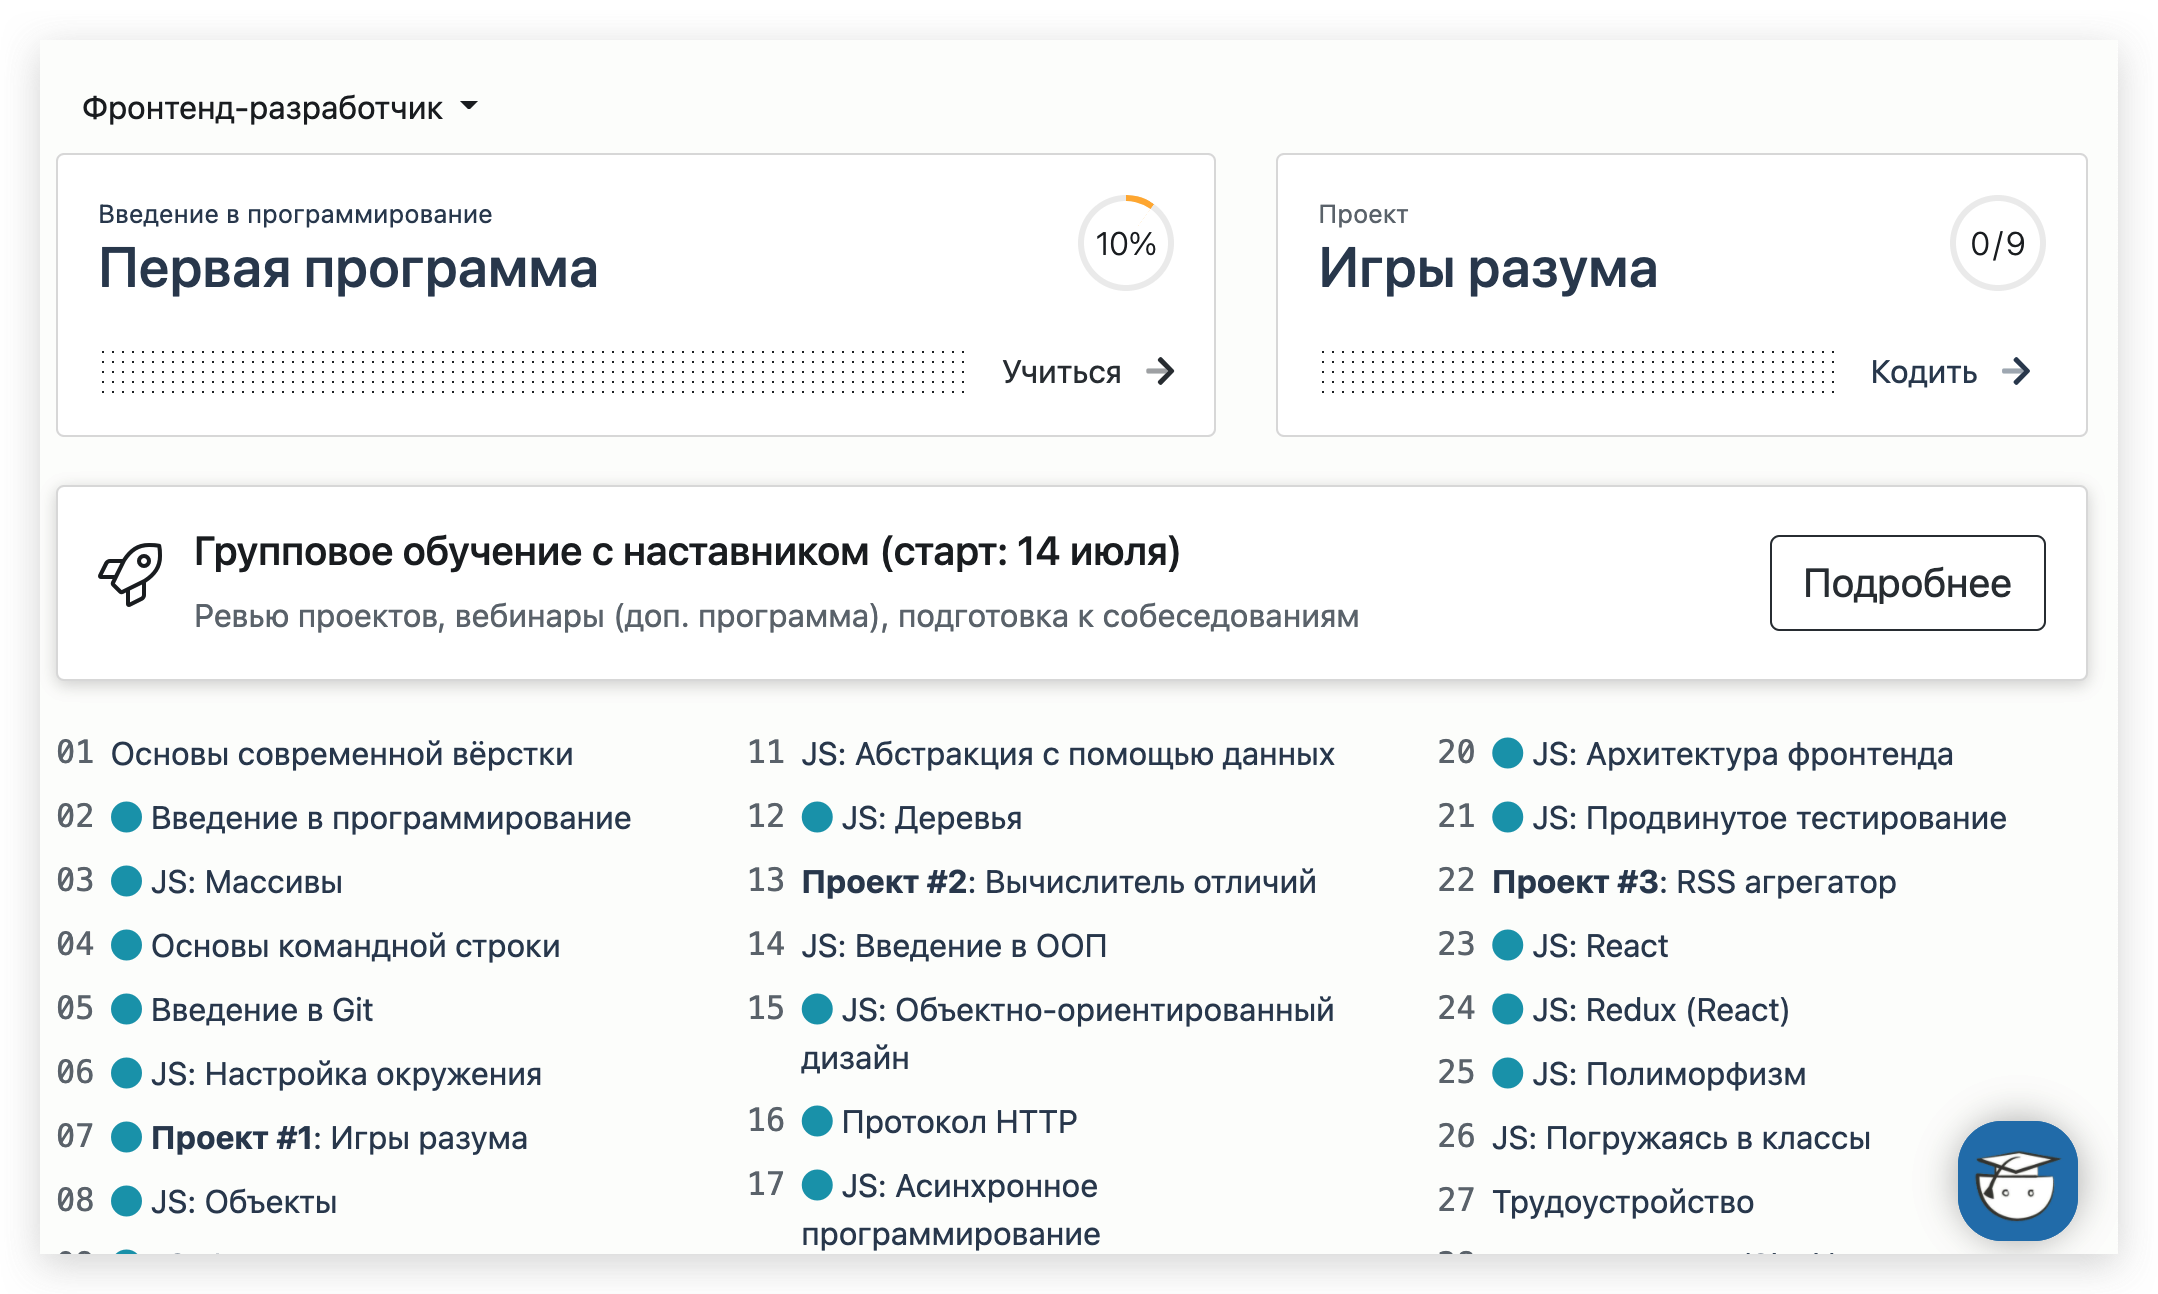 Фронтенд-разработчик
Введение в программирование
Первая программа
10%
Учиться
Проект
Игры разума
0/9
Кодить
Групповое обучение с наставником (старт: 14 июля)
Ревью проектов, вебинары (доп. программа), подготовка к собеседованиям
Подробнее
01 Основы современной вёрстки
02 Введение в программирование
03 JS: Массивы
04 Основы командной строки
05 Введение в Git
06 JS: Настройка окружения
07 Проект #1: Игры разума
08 JS: Объекты
11 JS: Абстракция с помощью данных
12 JS: Деревья
13 Проект #2: Вычислитель отличий
14 JS: Введение в ООП
15 JS: Объектно-ориентированный
дизайн
16 Протокол HTTP
17 JS: Асинхронное
программирование
20 JS: Архитектура фронтенда
21 JS: Продвинутое тестирование
22 Проект #3: RSS агрегатор
23 JS: React
24 JS: Redux (React)
25 JS: Полиморфизм
26 JS: Погружаясь в классы
27 Трудоустройство